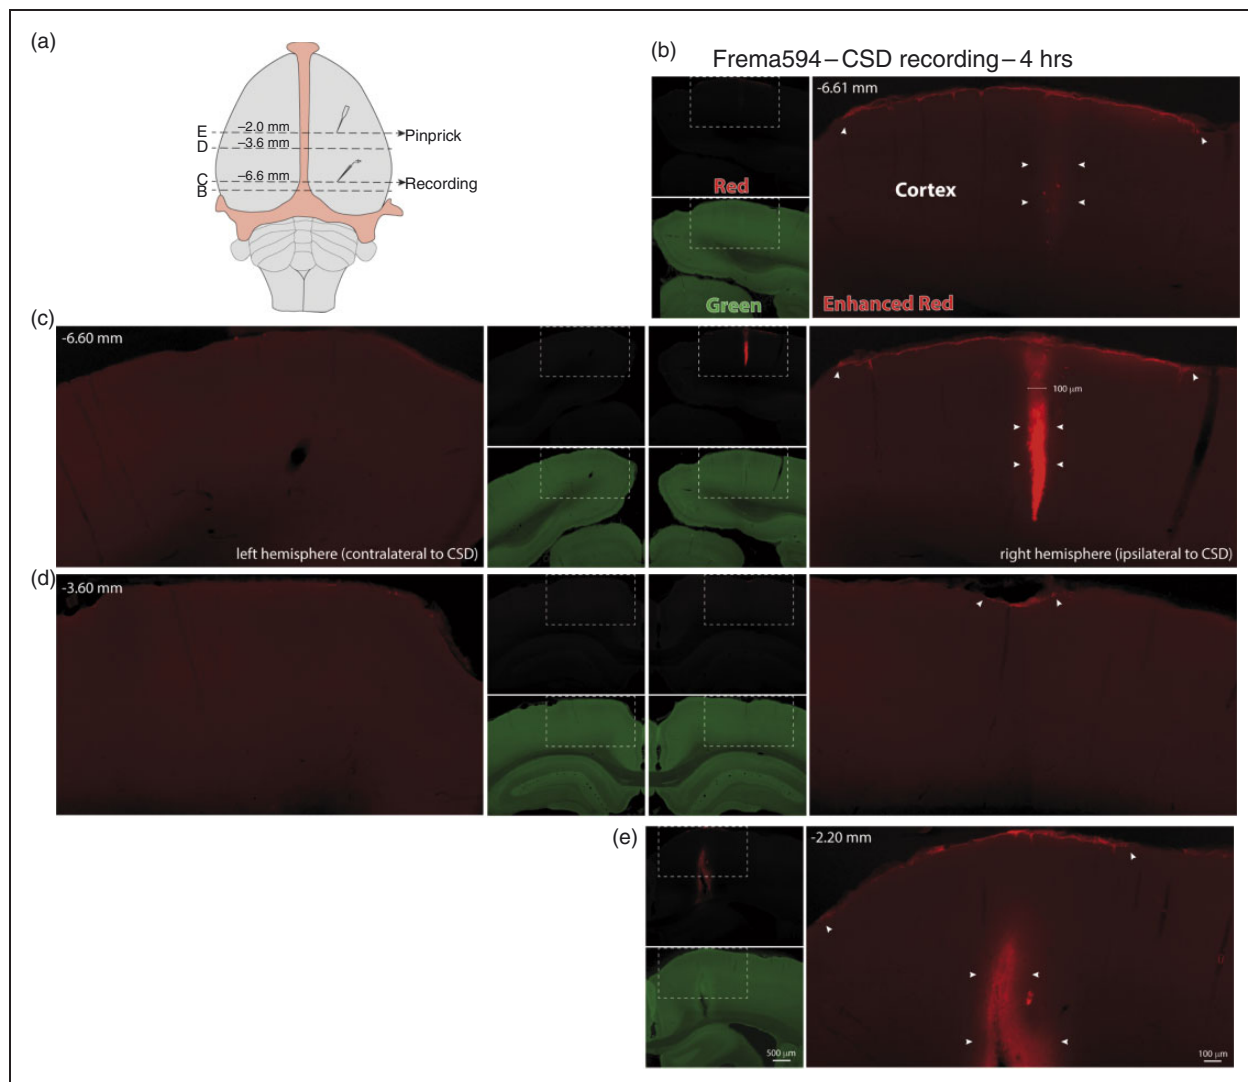 (a)
E
−2.0 mm
Pinprick
D
−3.6 mm
C
−6.6 mm
Recording
B
(b)
Frema594–CSD recording–4 hrs
Red
Green
-6.61 mm
Cortex
Enhanced Red
(c)
-6.60 mm
left hemisphere (contralateral to CSD)
100 μm
right hemisphere (ipsilateral to CSD)
(d)
-3.60 mm
(e)
500 μm
-2.20 mm
100 μm